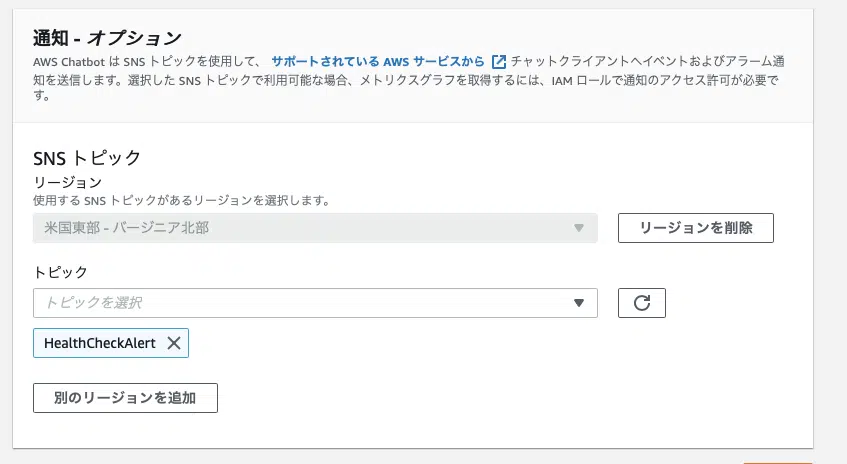 通知 - オプション
AWS Chatbot は SNS トピックを使用して、 サポートされている AWS サービスから チャットクライアントへイベントおよびアラーム通
知を送信します。選択した SNS トピックで利用可能な場合、メトリクスグラフを取得するには、IAM ロールで通知のアクセス許可が必要で
す。
SNS トピック
リージョン
使用する SNS トピックがあるリージョンを選択します。
米国東部 - バージニア北部
リージョンを削除
トピック
トピックを選択
HealthCheckAlert
別のリージョンを追加